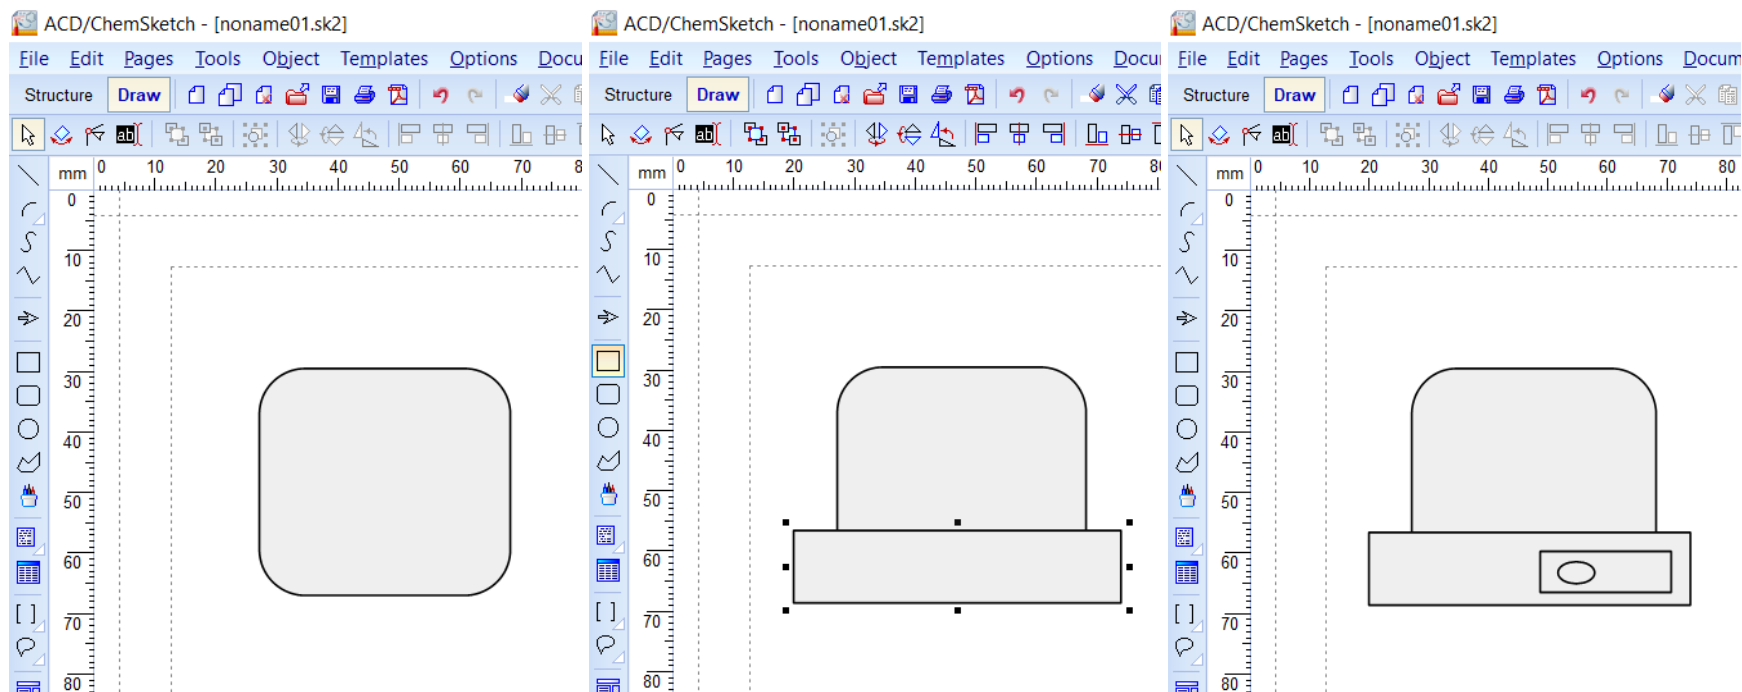 ACD/ChemSketch - [noname01.sk2]
File Edit Pages Tools Object Templates Options Docu
Structure Draw
ab
mm 0 10 20 30 40 50 60 70 8
0
10
20
30
40
50
60
70
80
ACD/ChemSketch - [noname01.sk2]
File Edit Pages Tools Object Templates Options Docu
Structure Draw
ab
mm 0 10 20 30 40 50 60 70 80
0
10
20
30
40
50
60
70
80
ACD/ChemSketch - [noname01.sk2]
File Edit Pages Tools Object Templates Options Docum
Structure Draw
ab
mm 0 10 20 30 40 50 60 70 80
0
10
20
30
40
50
60
70
80